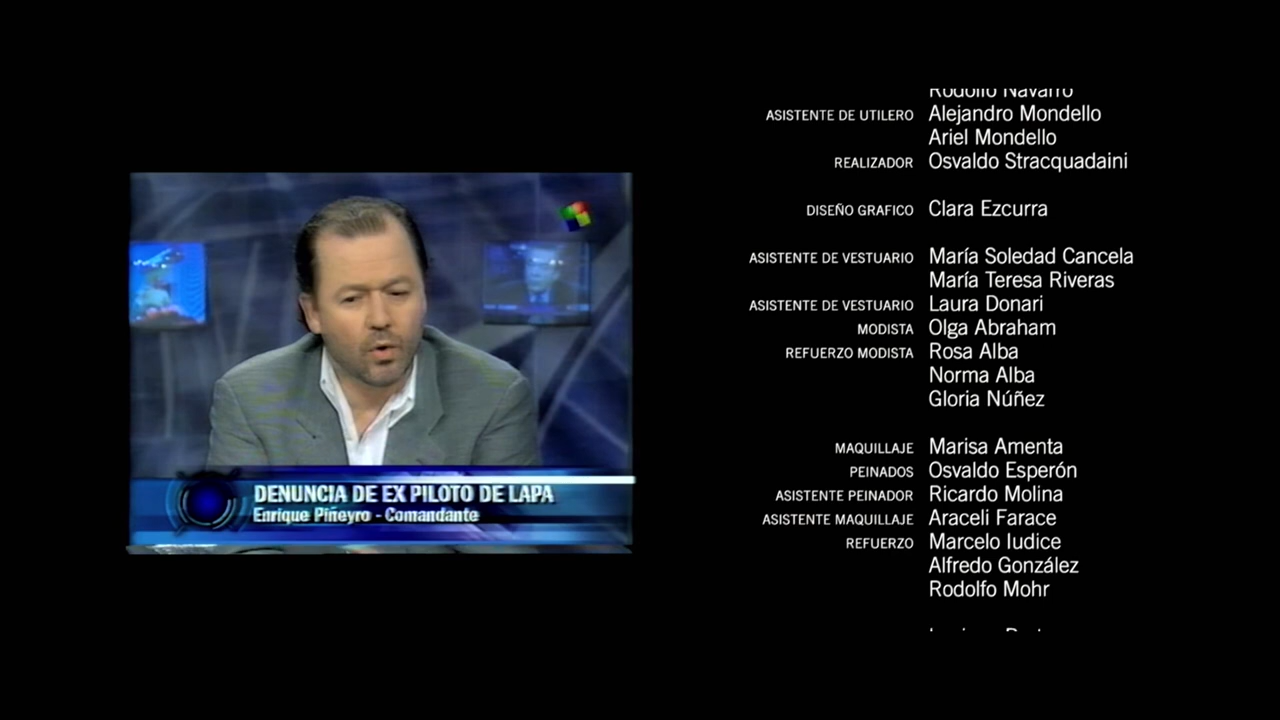 DENUNCIA DE EX PILOTO DE LAPA
Enrique Piñeyro - Comandante
Rodolfo Navarro
ASISTENTE DE UTILERO Alejandro Mondello
Ariel Mondello
REALIZADOR Osvaldo Stracquadaini
DISEÑO GRAFICO Clara Ezcurra
ASISTENTE DE VESTUARIO María Soledad Cancela
María Teresa Riveras
ASISTENTE DE VESTUARIO Laura Donari
MODISTA Olga Abraham
REFUERZO MODISTA Rosa Alba
Norma Alba
Gloria Núñez
MAQUILLAJE Marisa Amenta
PEINADOS Osvaldo Esperón
ASISTENTE PEINADOR Ricardo Molina
ASISTENTE MAQUILLAJE Araceli Farace
REFUERZO Marcelo Iudice
Alfredo González
Rodolfo Mohr